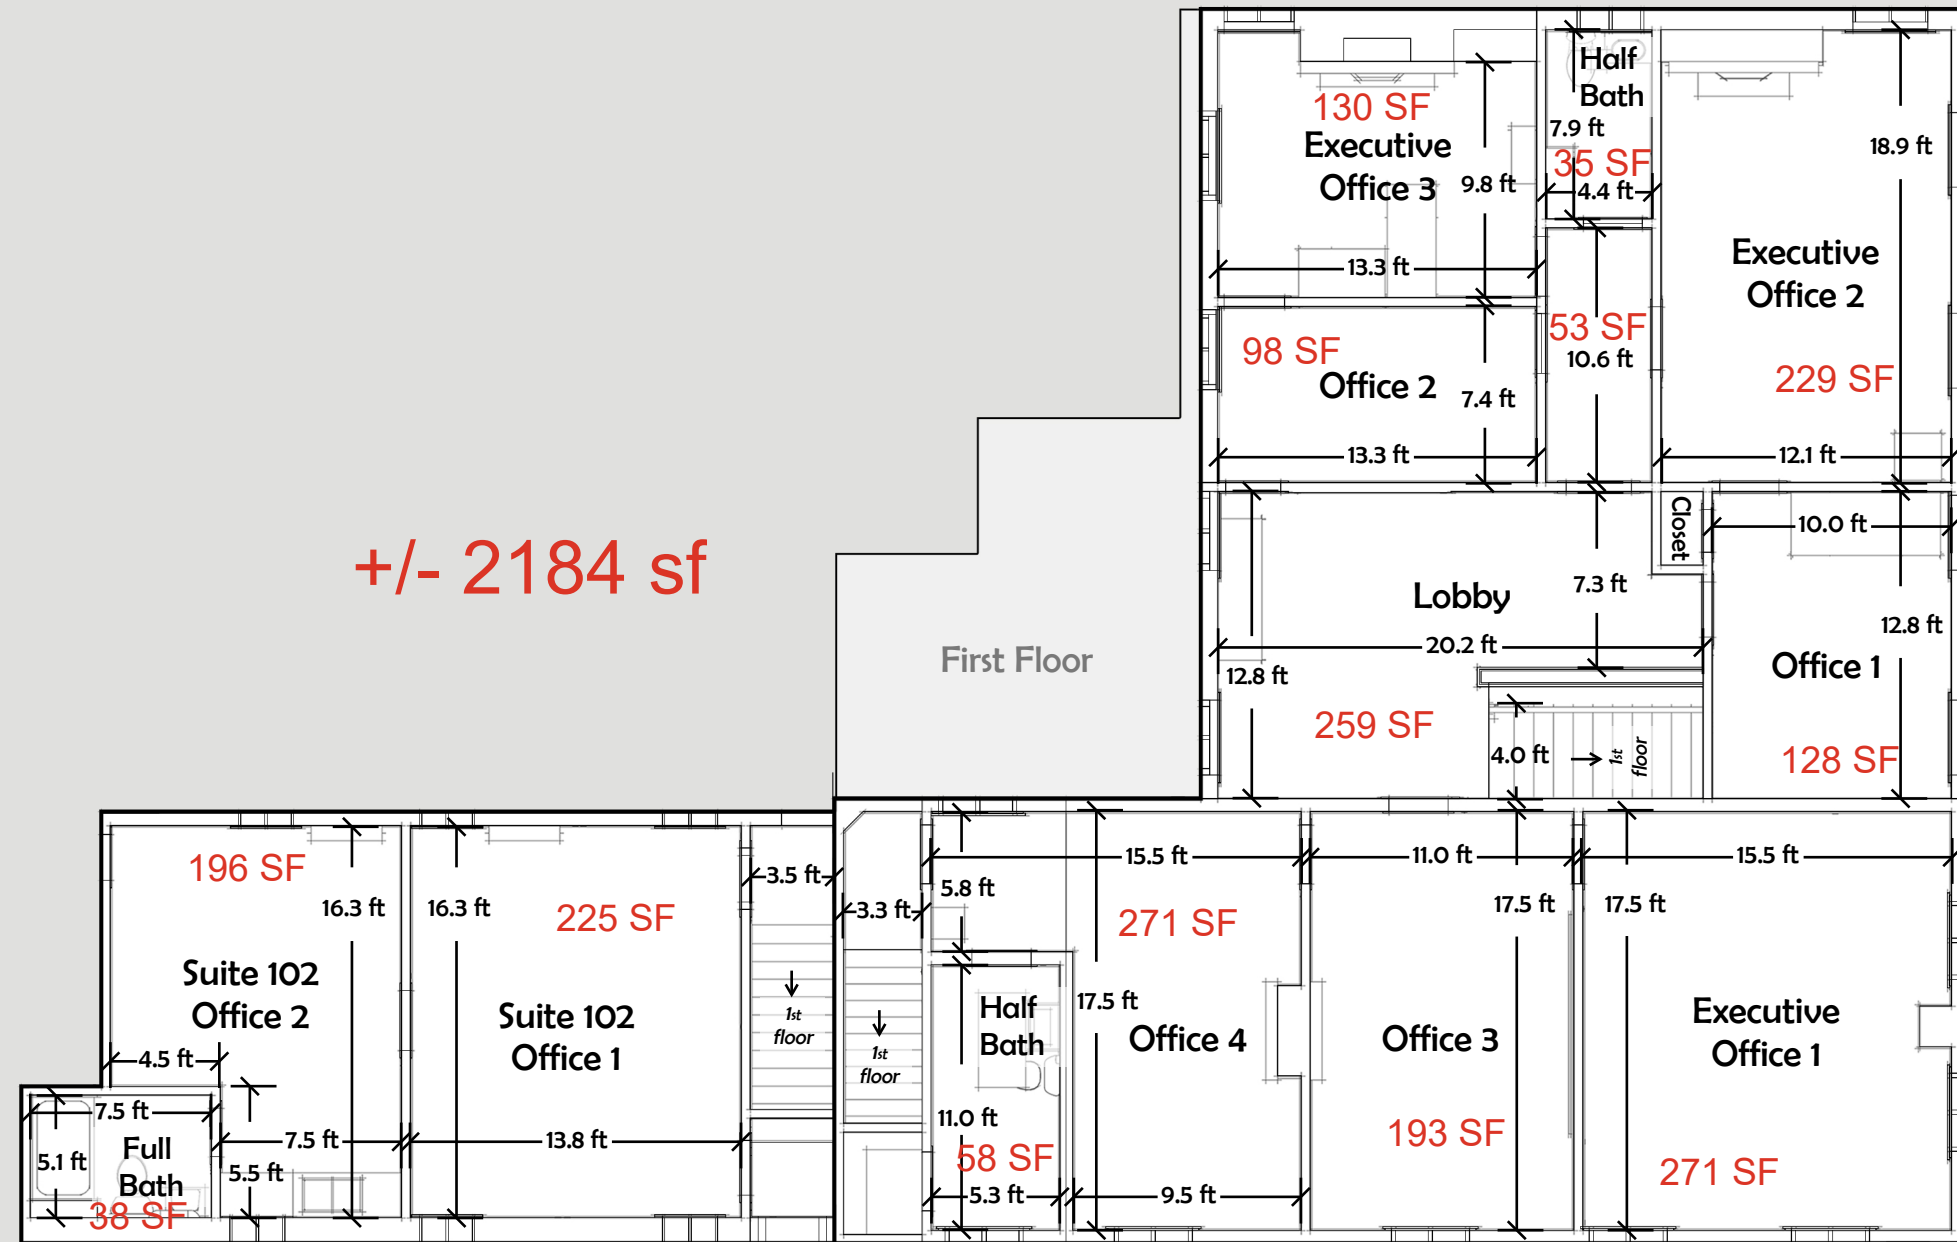 Half
Bath
7.9 ft
35 SF
4.4 ft
130 SF
Executive
Office 3
9.8 ft
13.3 ft
18.9 ft
Executive
Office 2
229 SF
12.1 ft
53 SF
10.6 ft
98 SF
Office 2
7.4 ft
13.3 ft
Closet
10.0 ft
7.3 ft
Lobby
20.2 ft
12.8 ft
259 SF
4.0 ft
1st
floor
12.8 ft
Office 1
128 SF
+/- 2184 sf
First Floor
196 SF
16.3 ft
Suite 102
Office 2
4.5 ft
7.5 ft
5.1 ft
Full
Bath
38 SF
7.5 ft
5.5 ft
16.3 ft
225 SF
Suite 102
Office 1
13.8 ft
3.5 ft
1st
floor
3.3 ft
1st
floor
15.5 ft
5.8 ft
271 SF
17.5 ft
Half
Bath
11.0 ft
58 SF
5.3 ft
Office 4
9.5 ft
11.0 ft
17.5 ft
Office 3
193 SF
15.5 ft
17.5 ft
Executive
Office 1
271 SF